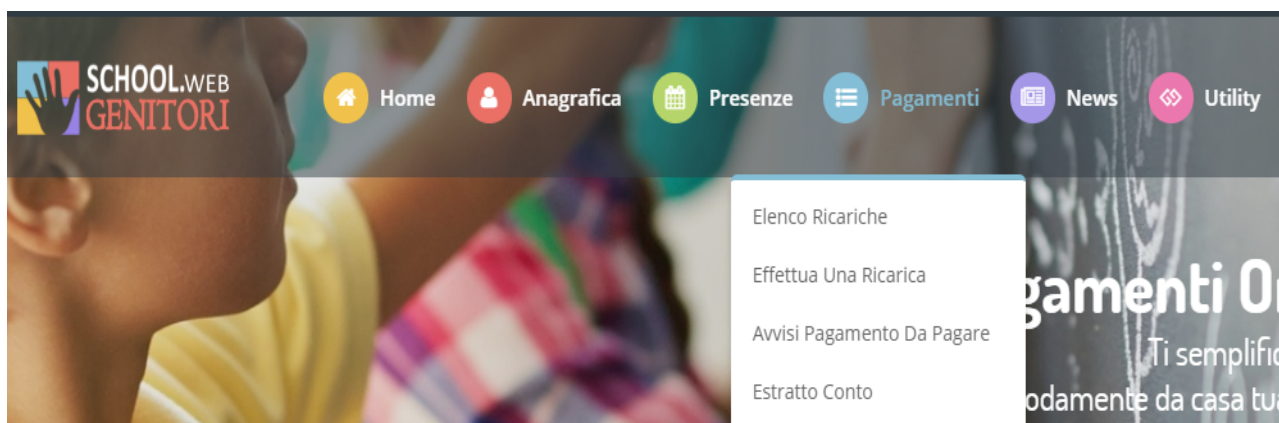 SCHOOL.WEB
GENITORI
Home
Anagrafica
Presenze
Pagamenti
News
Utility
Elenco Ricariche
Effettua Una Ricarica
Avvisi Pagamento Da Pagare
Estratto Conto
gamenti O
Ti semplific
odamente da casa tua